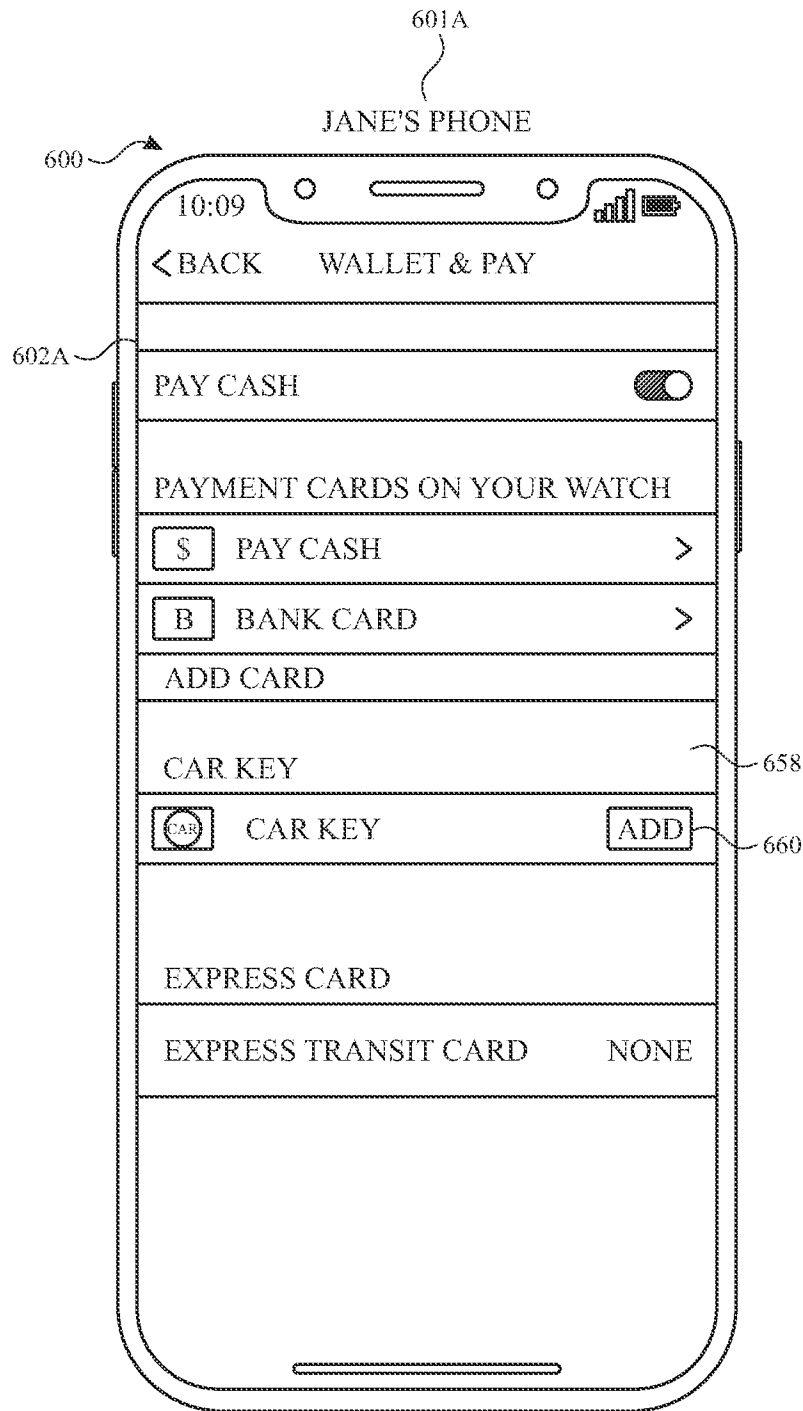 601A
JANE'S PHONE
600
10:09
< BACK WALLET & PAY
602A
PAY CASH
PAYMENT CARDS ON YOUR WATCH
$ PAY CASH >
B BANK CARD >
ADD CARD
658
CAR KEY
CAR CAR KEY ADD
660
EXPRESS CARD
EXPRESS TRANSIT CARD NONE